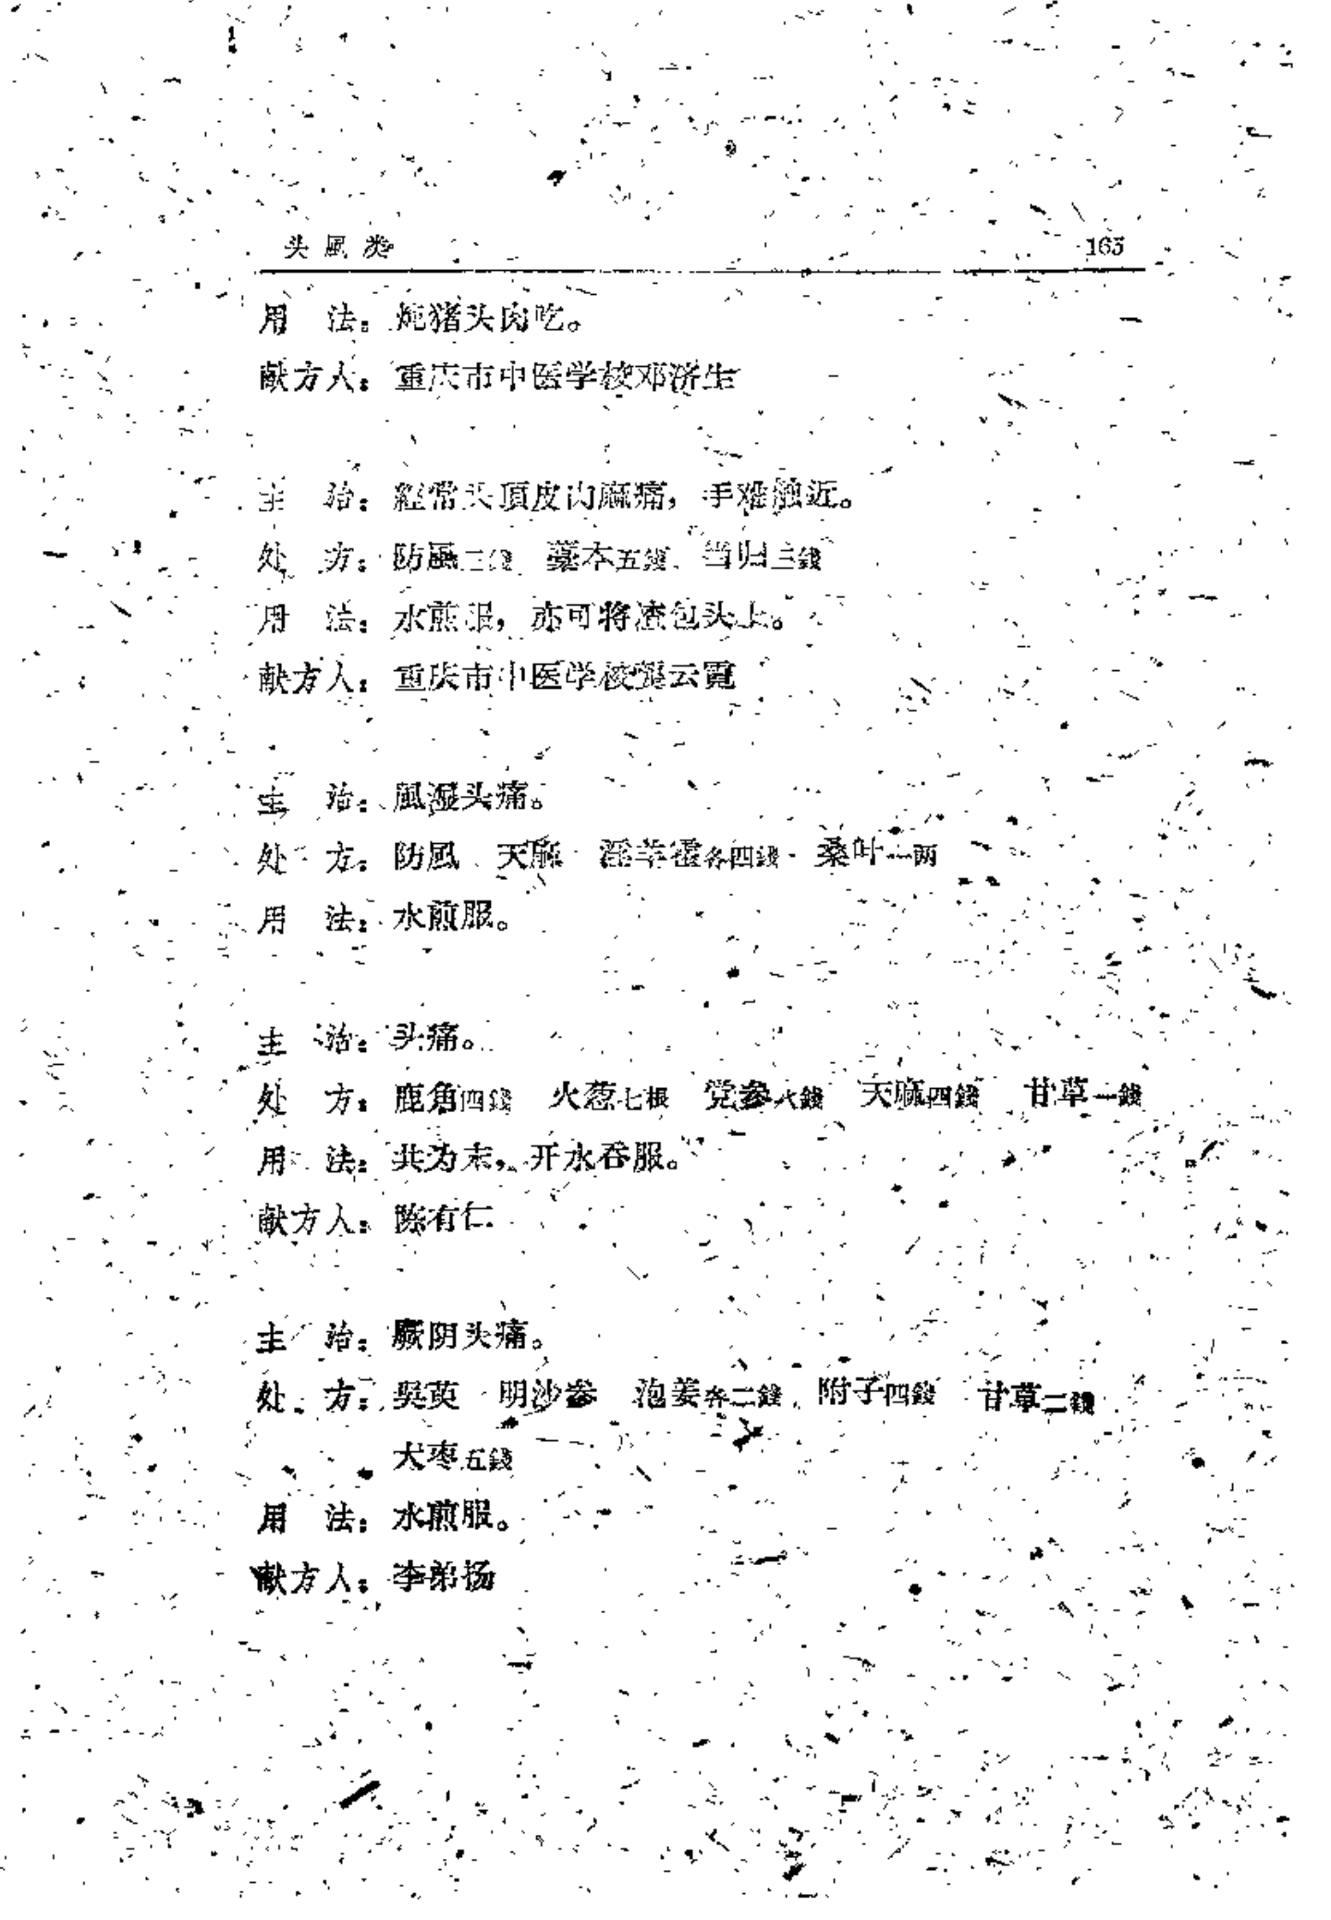 头風类 165
用 法：炖猪头肉吃。
献方人：重庆市中医学校邓济生
主 治：經常头頂皮肉麻痛，手难触近。
处 方：防風三錢 藁本五錢 当归三錢
用 法：水煎服，亦可将渣包头上。
献方人：重庆市中医学校龔云霓
主 治：風湿头痛。
处 方：防風 天麻 淫羊藿各四錢 桑叶一两
用 法：水煎服。
主 治：头痛。
处 方：鹿角四錢 火葱七根 党参六錢 天麻四錢 甘草一錢
用 法：共为末，开水吞服。
献方人：陈有仁
主 治：厥阴头痛。
处 方：吳萸 明沙参 泡姜各二錢 附子四錢 甘草二錢
大枣五錢
用 法：水煎服。
献方人：李弟扬